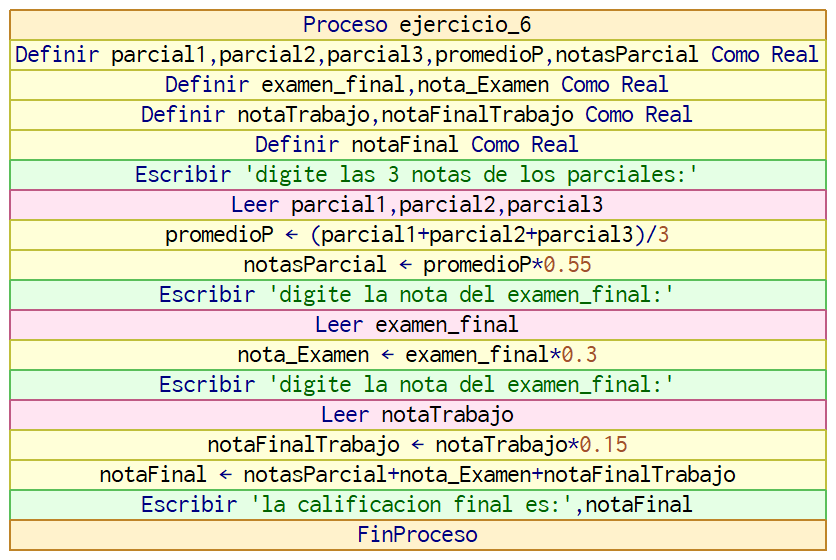 Proceso ejercicio_6
Definir parcial1,parcial2,parcial3,promedioP,notasParcial Como Real
Definir examen_final,nota_Examen Como Real
Definir notaTrabajo,notaFinalTrabajo Como Real
Definir notaFinal Como Real
Escribir 'digite las 3 notas de los parciales:'
Leer parcial1,parcial2,parcial3
promedioP ← (parcial1+parcial2+parcial3)/3
notasParcial ← promedioP*0.55
Escribir 'digite la nota del examen_final:'
Leer examen_final
nota_Examen ← examen_final*0.3
Escribir 'digite la nota del examen_final:'
Leer notaTrabajo
notaFinalTrabajo ← notaTrabajo*0.15
notaFinal ← notasParcial+nota_Examen+notaFinalTrabajo
Escribir 'la calificacion final es:',notaFinal
FinProceso